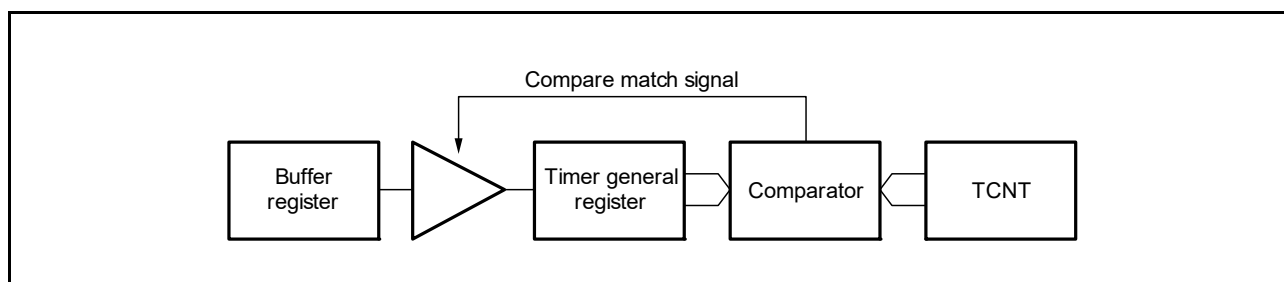 Compare match signal
Buffer
register
Timer general
register
Comparator
TCNT